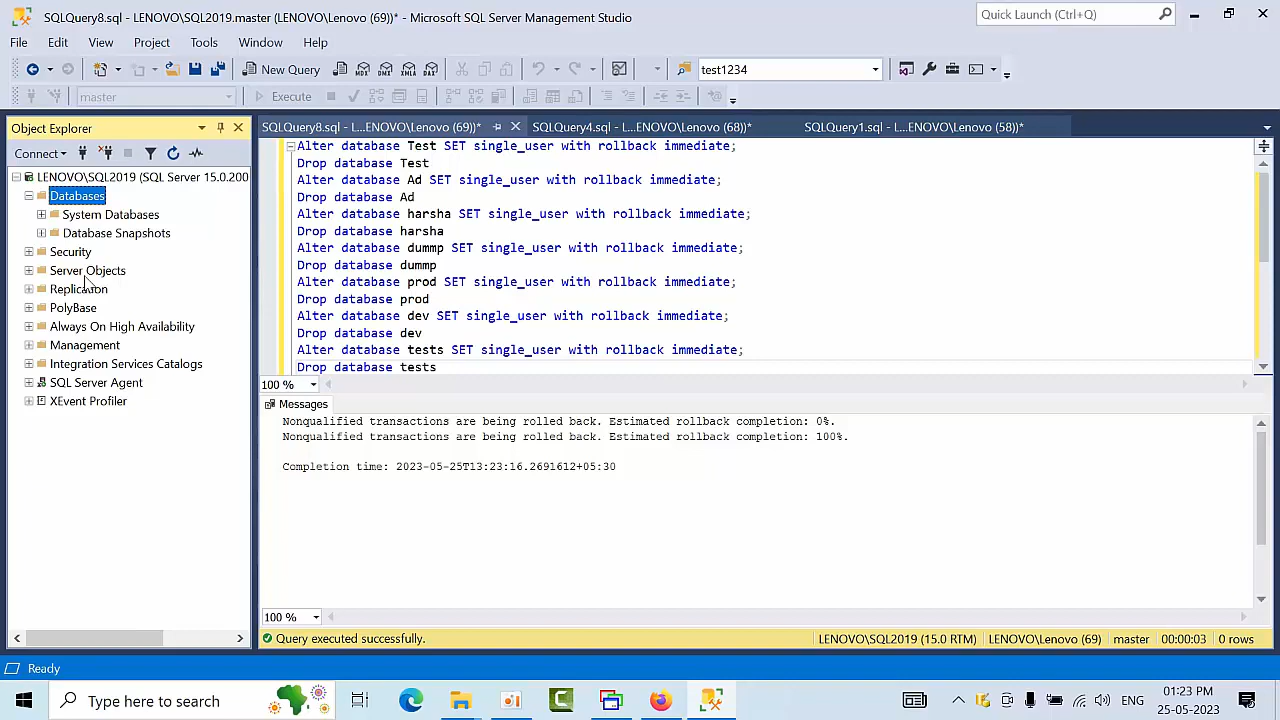 SQLQuery8.sql - LENOVO\SQL2019.master (LENOVO\Lenovo (69))* - Microsoft SQL Server Management Studio
Quick Launch (Ctrl+Q)
File Edit View Project Tools Window Help
New Query MDX DMX XMLA DAX test1234
master Execute
Object Explorer
SQLQuery8.sql - L...ENOVO\Lenovo (69))*
SQLQuery4.sql - L...ENOVO\Lenovo (68))*
SQLQuery1.sql - L...ENOVO\Lenovo (58))*
Connect
LENOVO\SQL2019 (SQL Server 15.0.200
Databases
System Databases
Database Snapshots
Security
Server Objects
Replication
PolyBase
Always On High Availability
Management
Integration Services Catalogs
SQL Server Agent
XEvent Profiler
Alter database Test SET single_user with rollback immediate;
Drop database Test
Alter database Ad SET single_user with rollback immediate;
Drop database Ad
Alter database harsha SET single_user with rollback immediate;
Drop database harsha
Alter database dummp SET single_user with rollback immediate;
Drop database dummp
Alter database prod SET single_user with rollback immediate;
Drop database prod
Alter database dev SET single_user with rollback immediate;
Drop database dev
Alter database tests SET single_user with rollback immediate;
Drop database tests
100 %
Messages
Nonqualified transactions are being rolled back. Estimated rollback completion: 0%.
Nonqualified transactions are being rolled back. Estimated rollback completion: 100%.
Completion time: 2023-05-25T13:23:16.2691612+05:30
100 %
Query executed successfully.
LENOVO\SQL2019 (15.0 RTM) LENOVO\Lenovo (69) master 00:00:03 0 rows
Ready
Type here to search
ENG
01:23 PM
25-05-2023